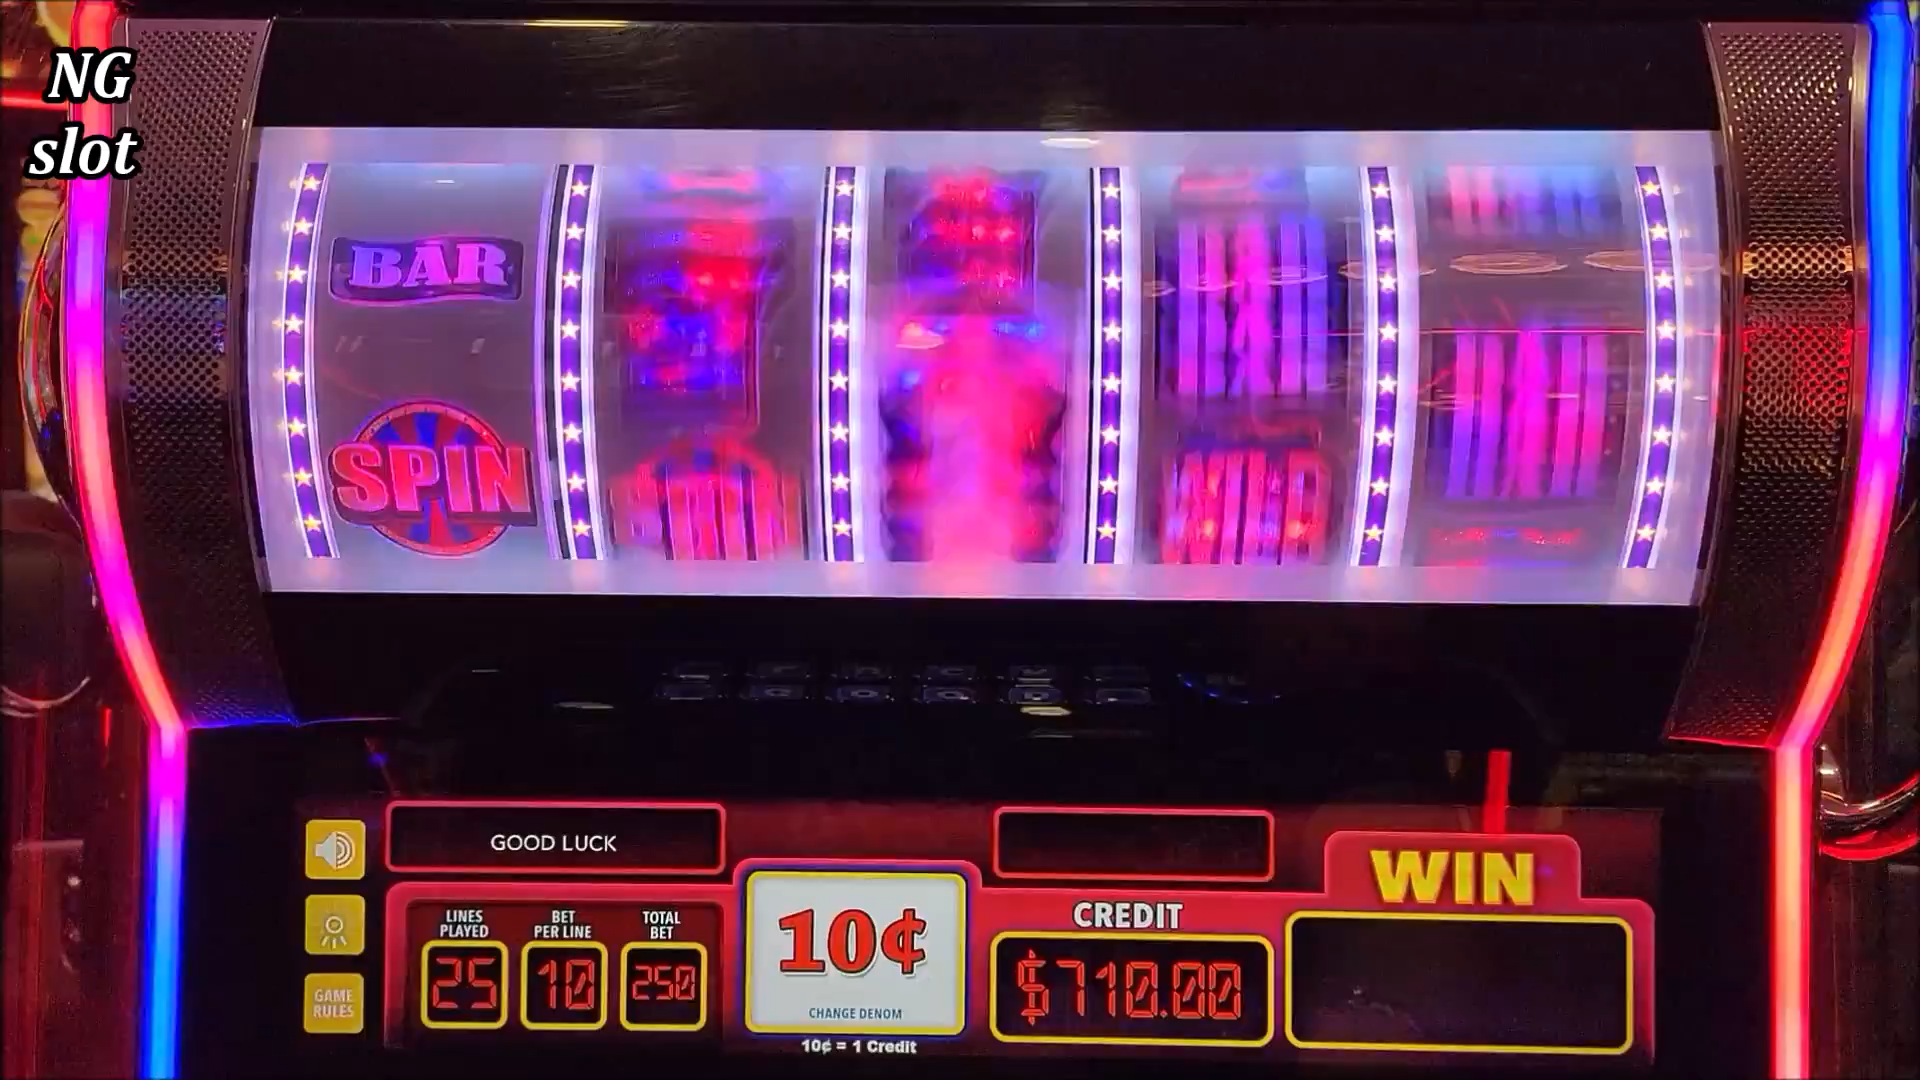 NG
slot
BAR
SPIN
WILD
GOOD LUCK
LINES
PLAYED
BET
PER LINE
TOTAL
BET
25
10
250
10¢
CHANGE DENOM
10¢ = 1 Credit
CREDIT
$710.00
WIN
GAME
RULES